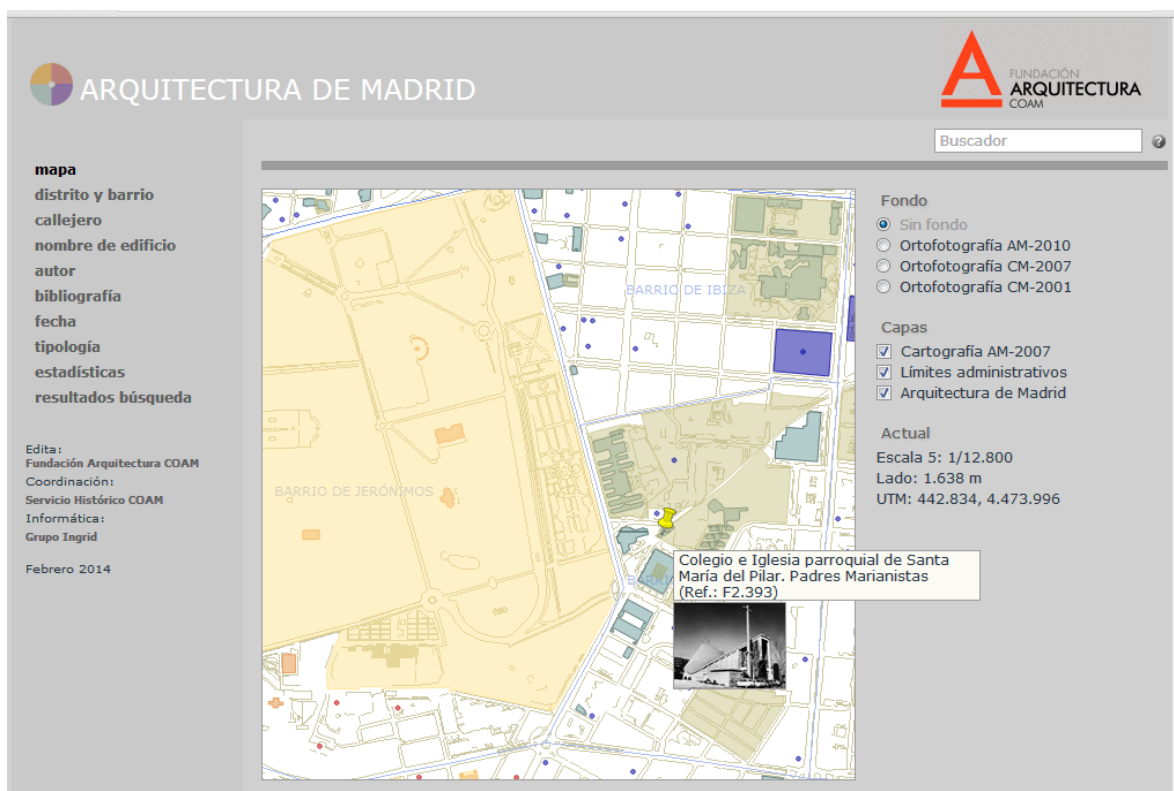 ARQUITECTURA DE MADRID
FUNDACIÓN
ARQUITECTURA
COAM
Buscador
mapa
distrito y barrio
callejero
nombre de edificio
autor
bibliografía
fecha
tipología
estadísticas
resultados búsqueda
Edita:
Fundación Arquitectura COAM
Coordinación:
Servicio Histórico COAM
Informática:
Grupo Ingrid
Febrero 2014
BARRIO DE IBIZA
BARRIO DE JERÓNIMOS
Colegio e Iglesia parroquial de Santa
María del Pilar. Padres Marianistas
(Ref.: F2.393)
Fondo
Sin fondo
Ortofotografía AM-2010
Ortofotografía CM-2007
Ortofotografía CM-2001
Capas
Cartografía AM-2007
Límites administrativos
Arquitectura de Madrid
Actual
Escala 5: 1/12.800
Lado: 1.638 m
UTM: 442.834, 4.473.996